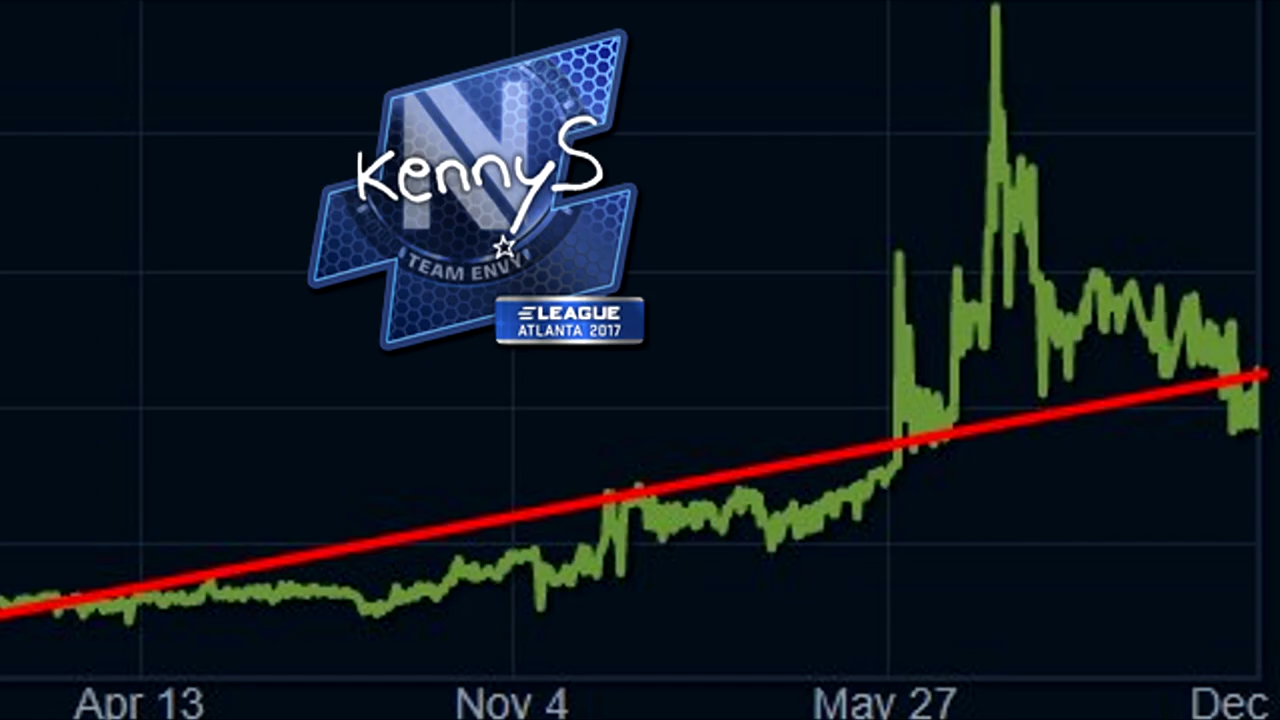 N
kennyS
TEAM ENVY
ELEAGUE
ATLANTA 2017
Apr 13
Nov 4
May 27
Dec